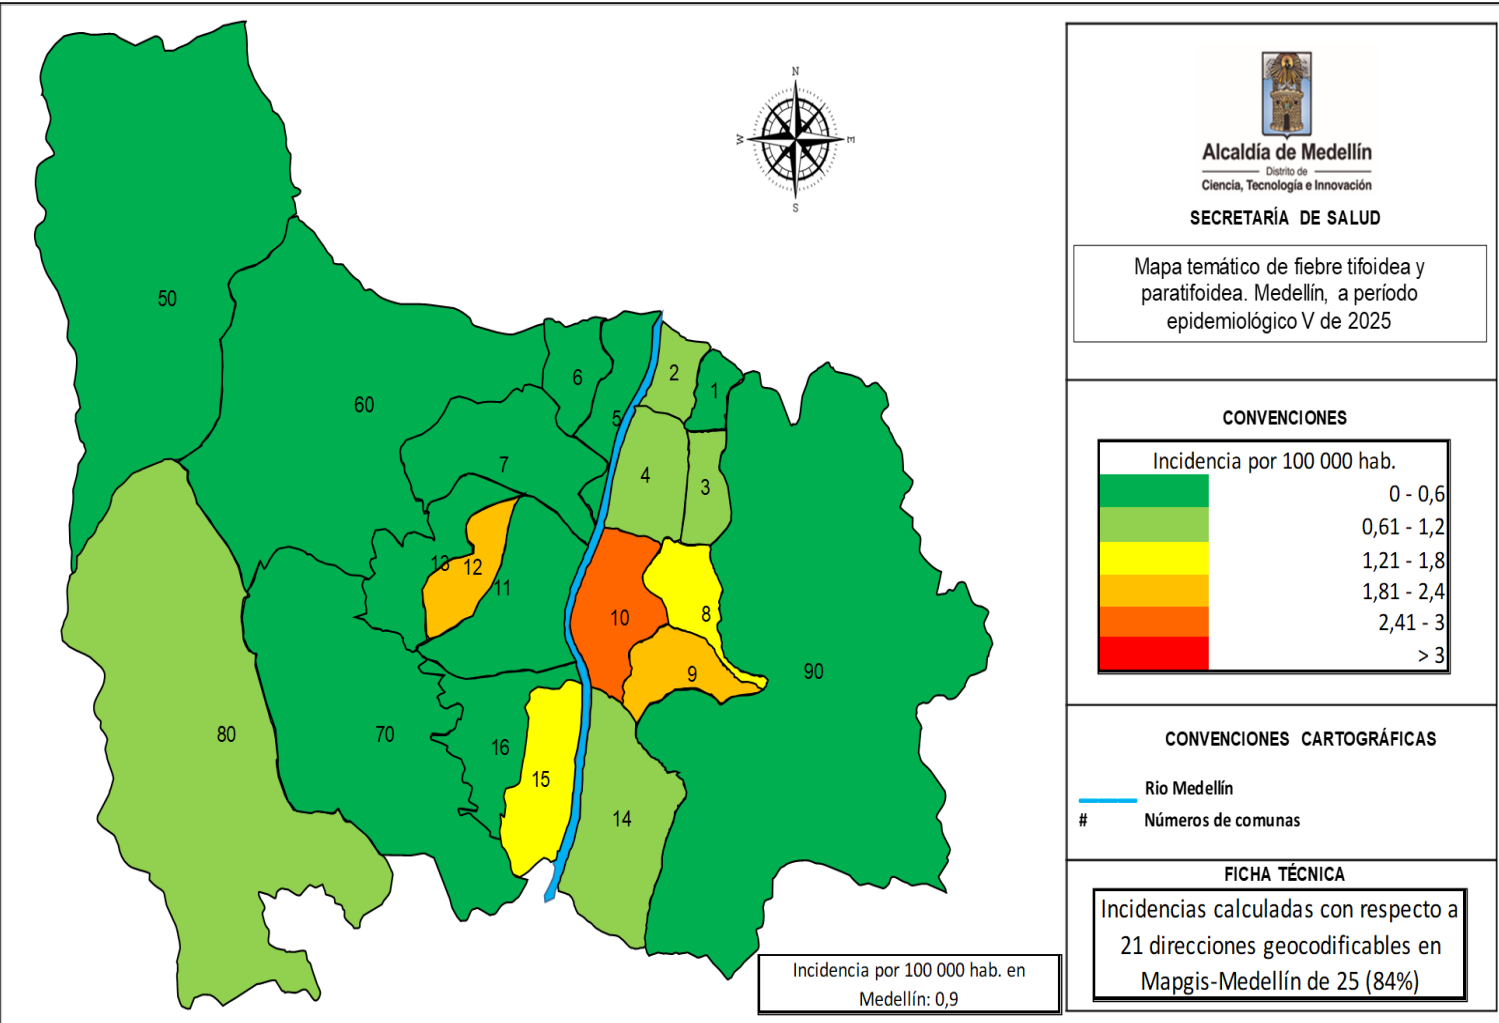 N
W
E
S
50
60
6
5
2
1
7
4
3
13
12
11
10
8
9
90
80
70
16
15
14
Incidencia por 100 000 hab. en
Medellín: 0,9
Alcaldía de Medellín
Distrito de
Ciencia, Tecnología e Innovación
SECRETARÍA DE SALUD
Mapa temático de fiebre tifoidea y
paratifoidea. Medellín, a período
epidemiológico V de 2025
CONVENCIONES
Incidencia por 100 000 hab.
0 - 0,6
0,61 - 1,2
1,21 - 1,8
1,81 - 2,4
2,41 - 3
> 3
CONVENCIONES CARTOGRÁFICAS
Rio Medellín
# Números de comunas
FICHA TÉCNICA
Incidencias calculadas con respecto a
21 direcciones geocodificables en
Mapgis-Medellín de 25 (84%)